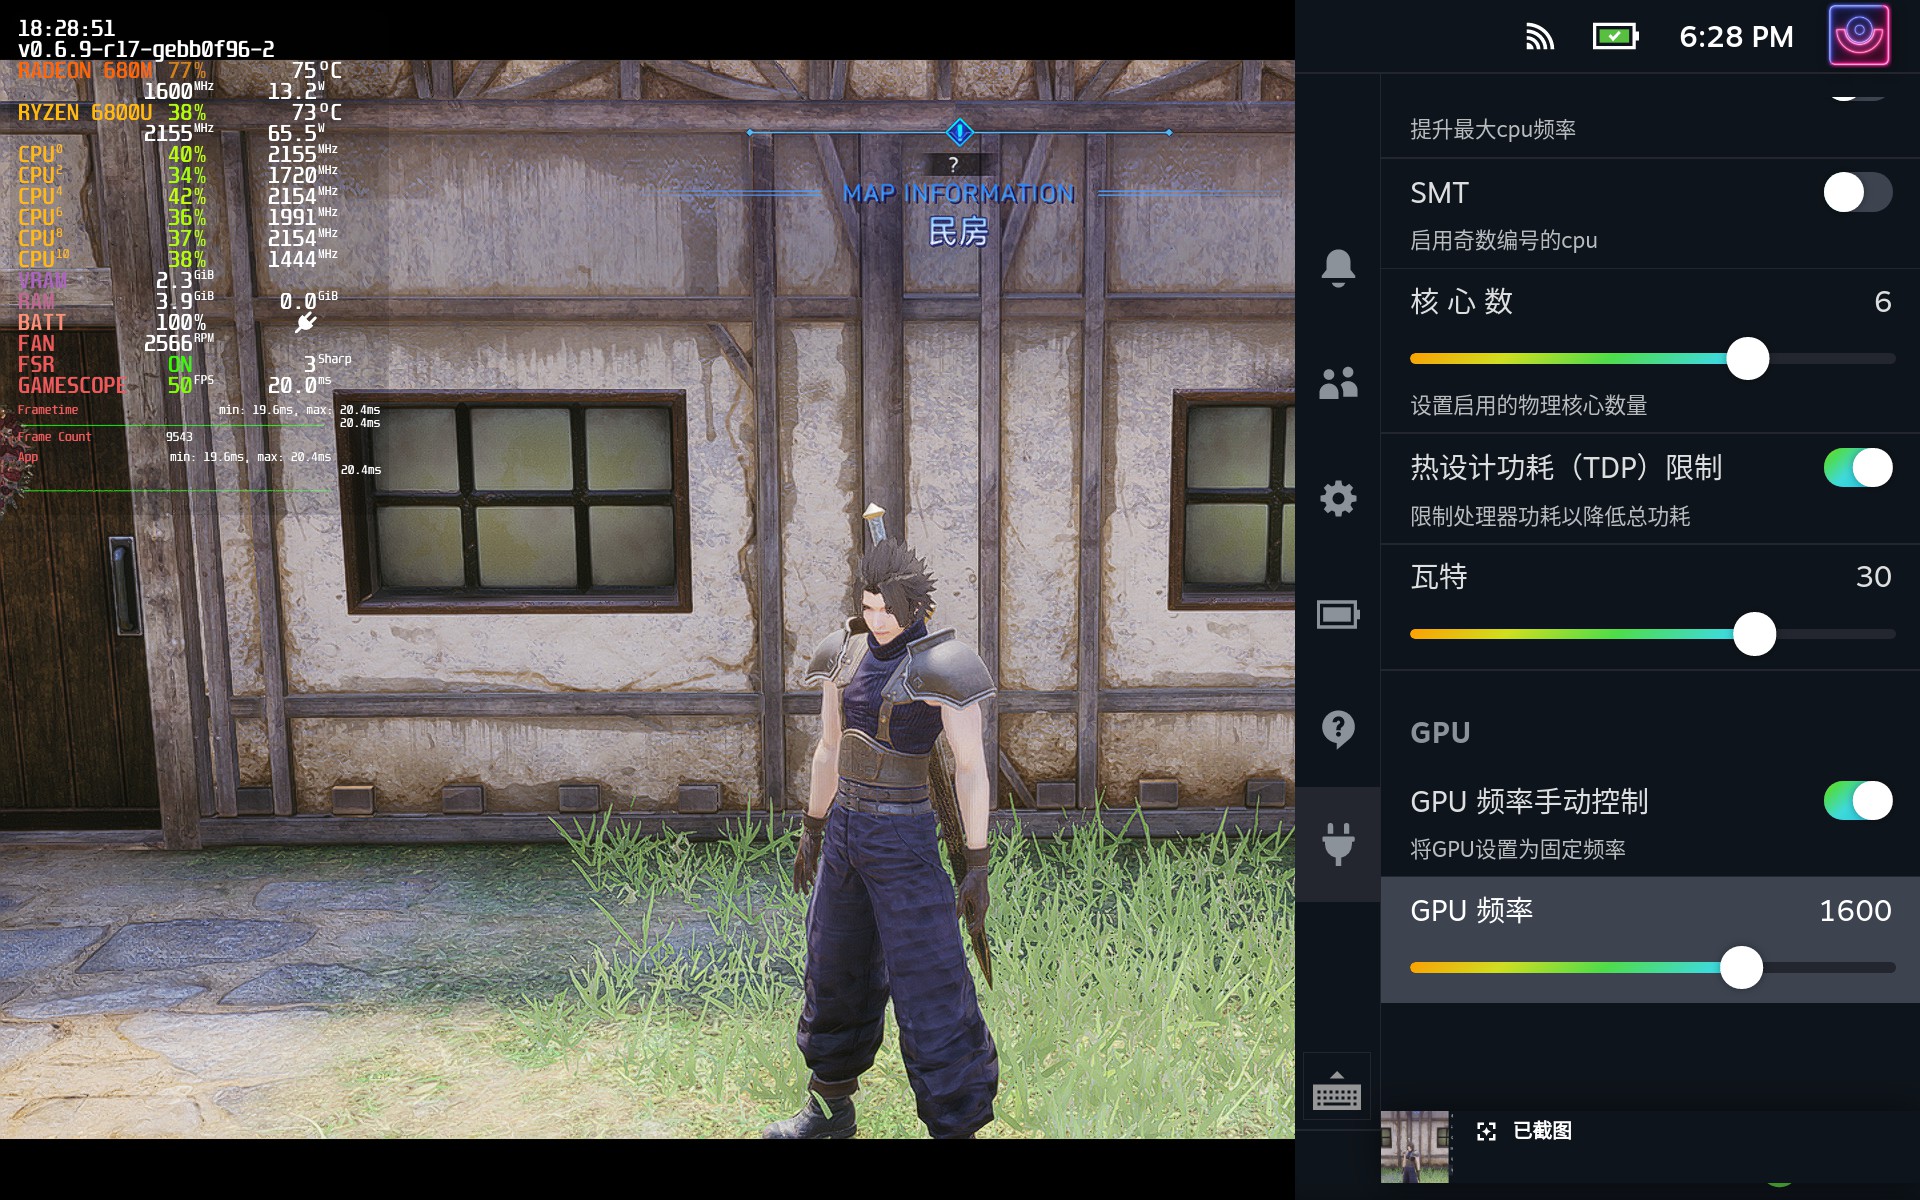 18:28:51
v0.6.9-r17-gebb0f96-2
RADEON 680M 77% 75°C
1600MHz 13.2W
RYZEN 6800U 38% 73°C
2155MHz 65.5W
CPU0 40% 2155MHz
CPU2 34% 1720MHz
CPU4 42% 2154MHz
CPU6 36% 1991MHz
CPU8 37% 2154MHz
CPU10 38% 1444MHz
VRAM 2.3GiB
RAM 3.9GiB 0.0GiB
BATT 100%
FAN 2566RPM
FSR ON 3Sharp
GAMESCOPE 50FPS 20.0ms
Frametime min: 19.6ms, max: 20.4ms
20.4ms
Frame Count 9543
App min: 19.6ms, max: 20.4ms
20.4ms
?
MAP INFORMATION
民房
6:28 PM
提升最大cpu频率
SMT
启用奇数编号的cpu
核 心 数 6
设置启用的物理核心数量
热设计功耗（TDP）限制
限制处理器功耗以降低总功耗
瓦特 30
GPU
GPU 频率手动控制
将GPU设置为固定频率
GPU 频率 1600
已截图